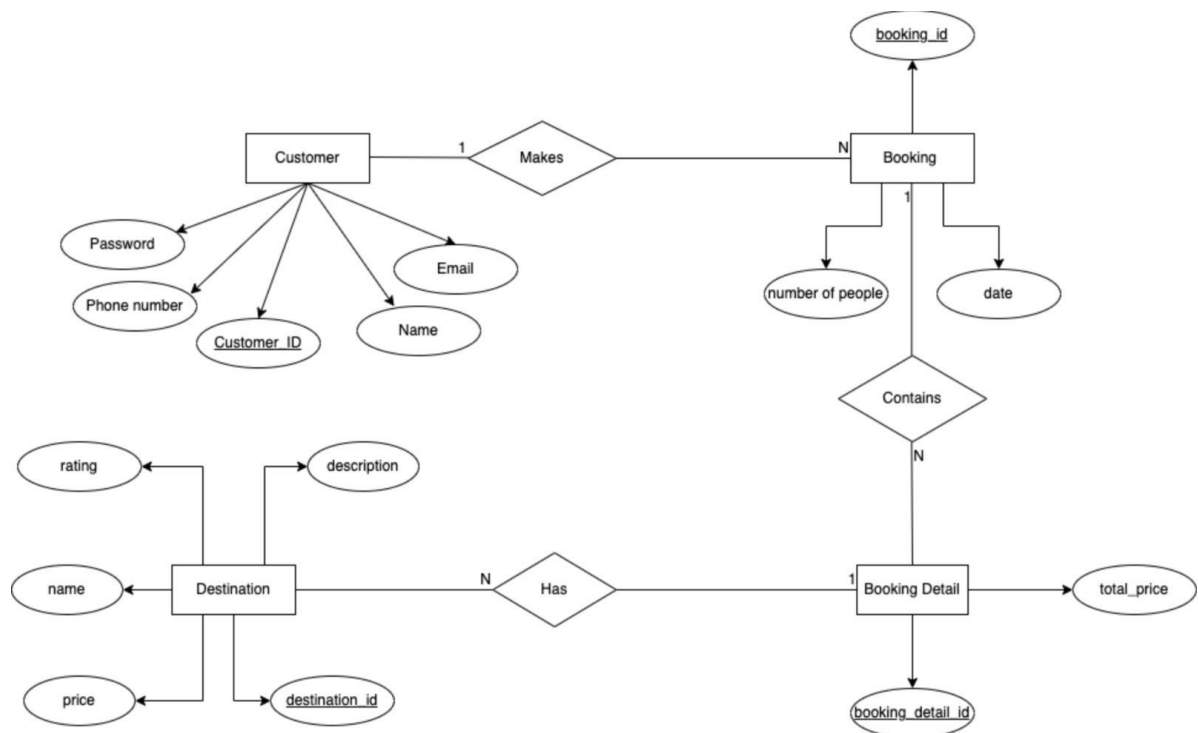 booking_id
Customer
1
Makes
N
Booking
1
Password
Email
Phone number
number of people
date
Name
Customer_ID
Contains
N
rating
description
Destination
N
Has
1
Booking Detail
name
total_price
price
destination_id
booking_detail_id